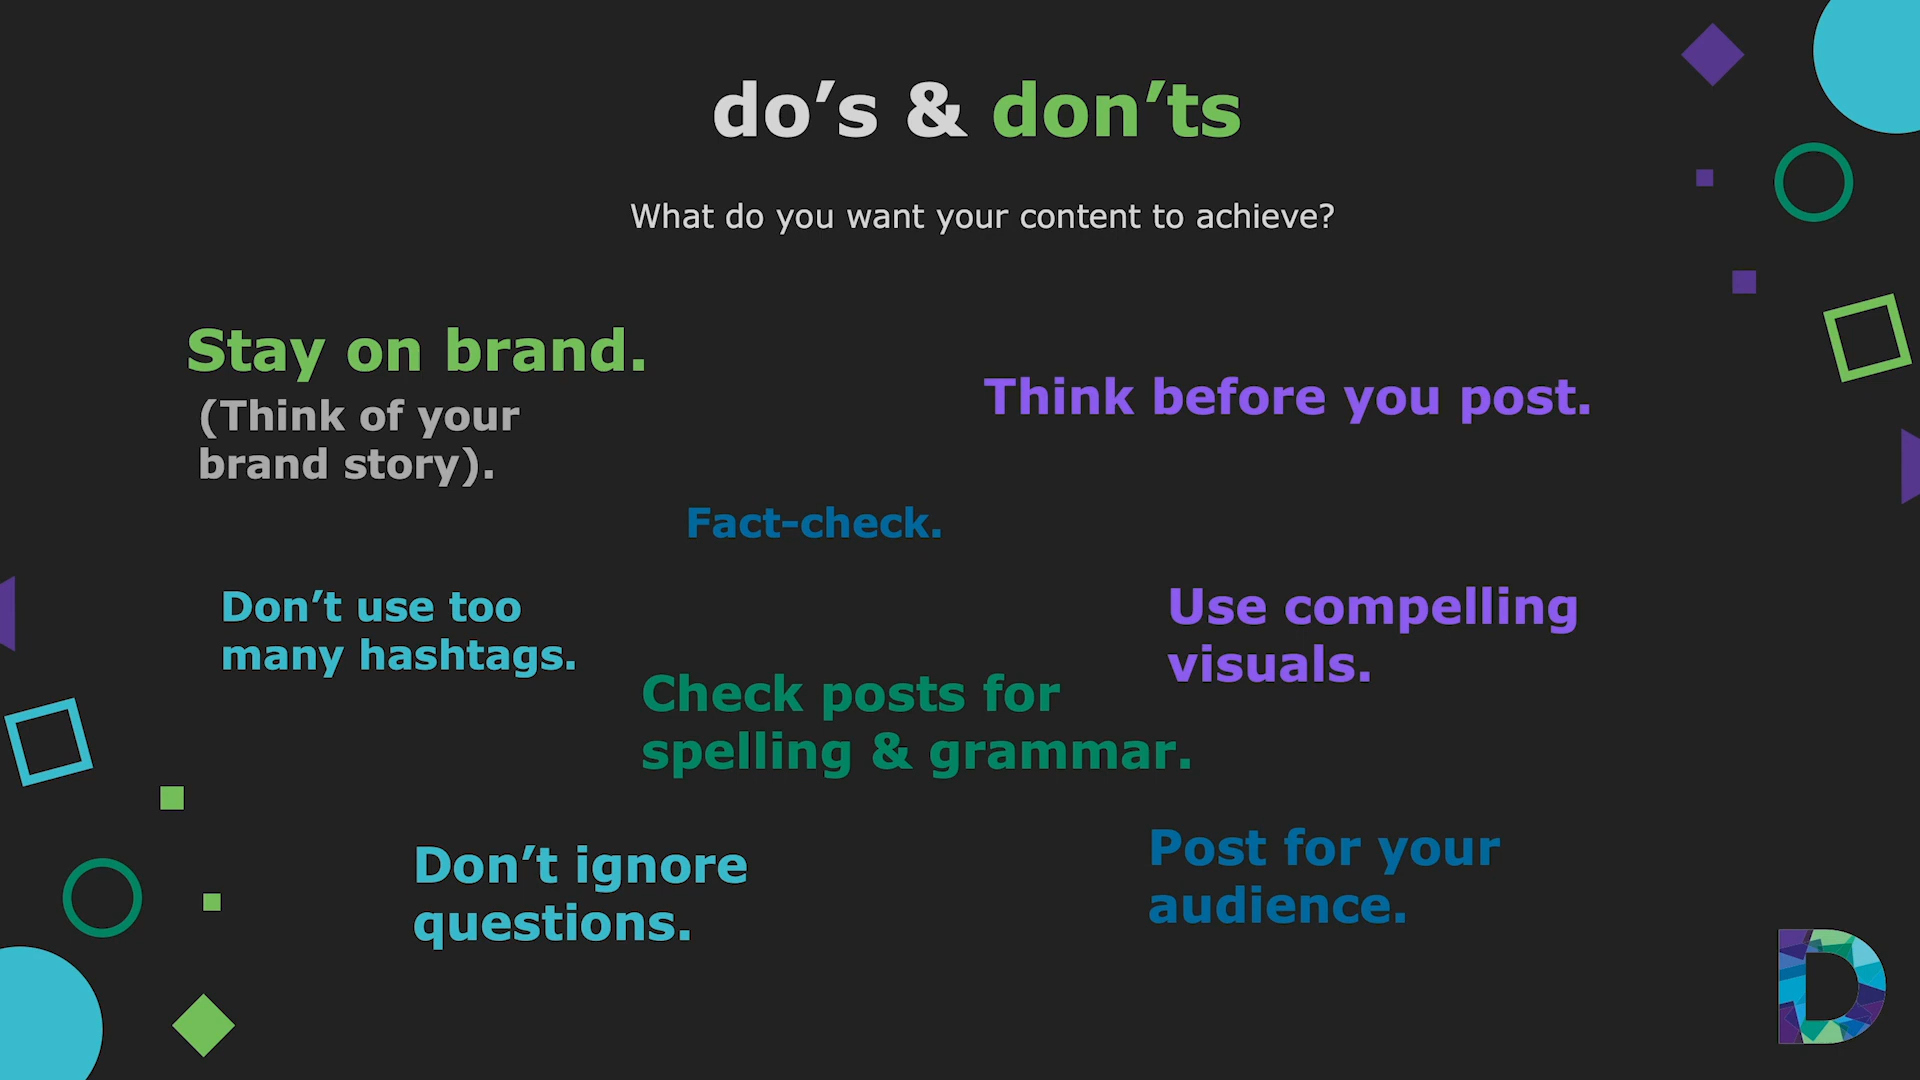 do’s & don’ts
What do you want your content to achieve?
Stay on brand.
(Think of your
brand story).
Think before you post.
Fact-check.
Don’t use too
many hashtags.
Use compelling
visuals.
Check posts for
spelling & grammar.
Don’t ignore
questions.
Post for your
audience.
D